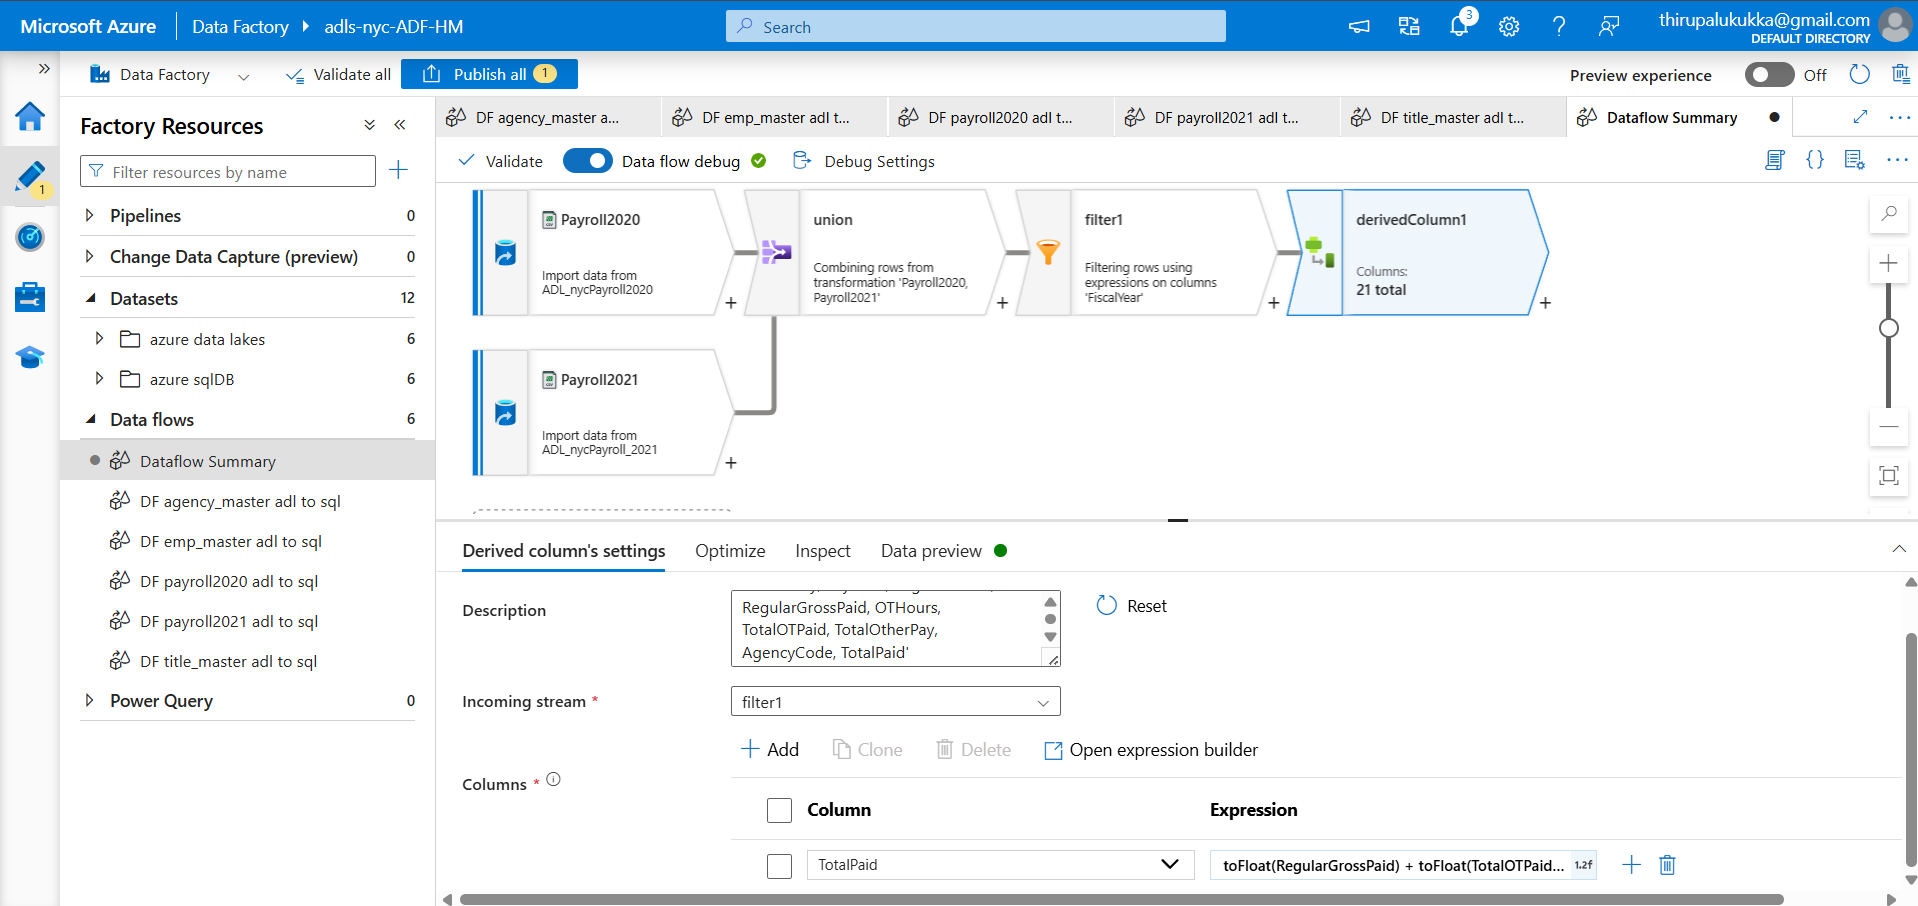 Microsoft Azure
Data Factory
adls-nyc-ADF-HM
Search
3
thirupalukukka@gmail.com
DEFAULT DIRECTORY
Data Factory
Validate all
Publish all
1
Preview experience
Off
1
Factory Resources
Filter resources by name
Pipelines 0
Change Data Capture (preview) 0
Datasets 12
azure data lakes 6
azure sqlDB 6
Data flows 6
Dataflow Summary
DF agency_master adl to sql
DF emp_master adl to sql
DF payroll2020 adl to sql
DF payroll2021 adl to sql
DF title_master adl to sql
Power Query 0
DF agency_master a...
DF emp_master adl t...
DF payroll2020 adl t...
DF payroll2021 adl t...
DF title_master adl t...
Dataflow Summary
Validate
Data flow debug
Debug Settings
Payroll2020
Import data from
ADL_nycPayroll2020
+
union
Combining rows from
transformation 'Payroll2020,
Payroll2021'
+
filter1
Filtering rows using
expressions on columns
'FiscalYear'
+
derivedColumn1
Columns:
21 total
+
Payroll2021
Import data from
ADL_nycPayroll_2021
+
Derived column's settings
Optimize
Inspect
Data preview
Description
RegularGrossPaid, OTHours,
TotalOTPaid, TotalOtherPay,
AgencyCode, TotalPaid'
Reset
Incoming stream *
filter1
Add
Clone
Delete
Open expression builder
Columns *
Column
Expression
TotalPaid
toFloat(RegularGrossPaid) + toFloat(TotalOTPaid...
1.2f